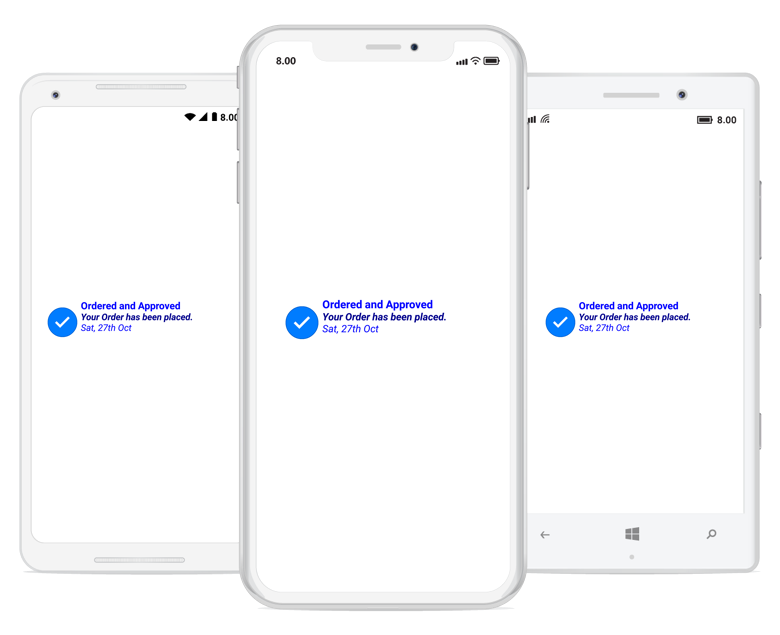 8.00
8.00
8.00
Ordered and Approved
Your Order has been placed.
Sat, 27th Oct
Ordered and Approved
Your Order has been placed.
Sat, 27th Oct
Ordered and Approved
Your Order has been placed.
Sat, 27th Oct